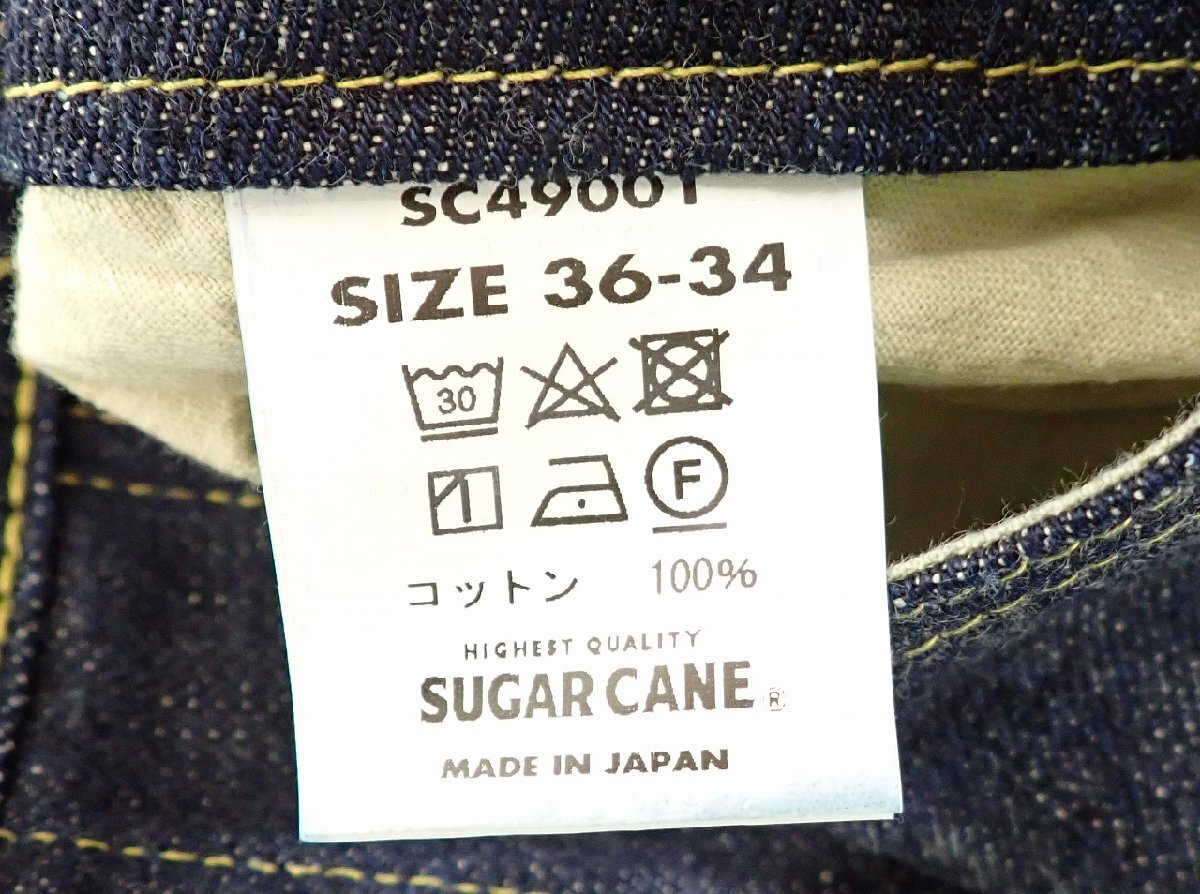 SC49001
SIZE 36-34
30
F
コットン 100%
HIGHEST QUALITY
SUGAR CANE ®
MADE IN JAPAN